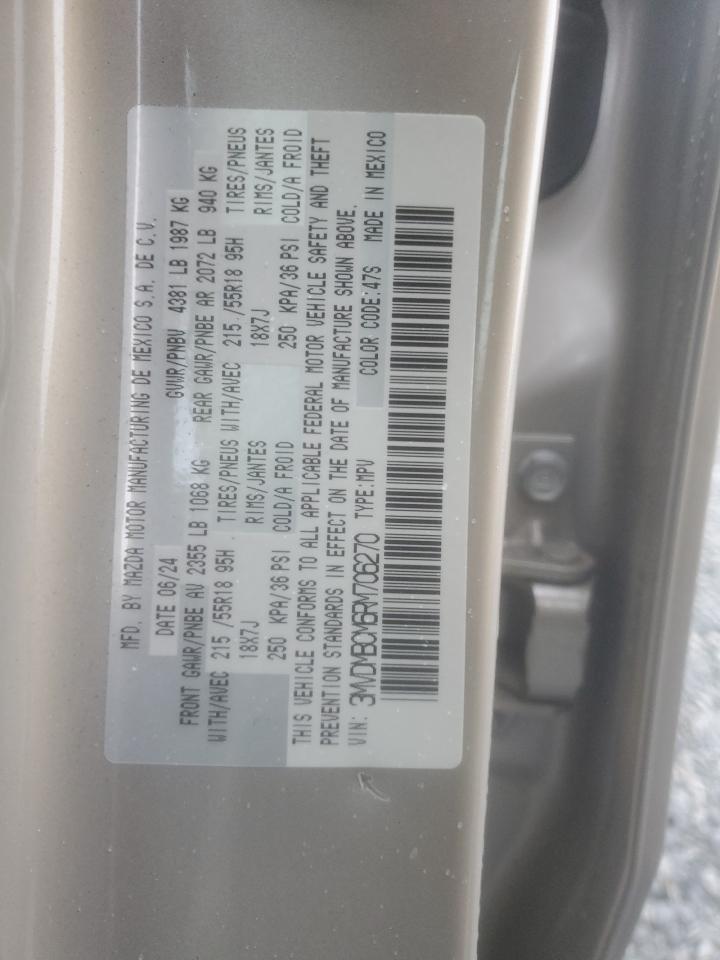 MFD. BY MAZDA MOTOR MANUFACTURING DE MEXICO S.A. DE C.V.
DATE 06/24 GVWR/PNBV 4381 LB 1987 KG
FRONT GAWR/PNBE AV 2355 LB 1068 KG REAR GAWR/PNBE AR 2072 LB 940 KG
WITH/AVEC 215 /55R18 95H TIRES/PNEUS WITH/AVEC 215 /55R18 95H TIRES/PNEUS
18X7J RIMS/JANTES 18X7J RIMS/JANTES
250 KPA/36 PSI COLD/A FROID 250 KPA/36 PSI COLD/A FROID
THIS VEHICLE CONFORMS TO ALL APPLICABLE FEDERAL MOTOR VEHICLE SAFETY AND THEFT
PREVENTION STANDARDS IN EFFECT ON THE DATE OF MANUFACTURE SHOWN ABOVE.
VIN: 3MVDMBCM6RM706270 TYPE:MPV COLOR CODE:47S MADE IN MEXICO